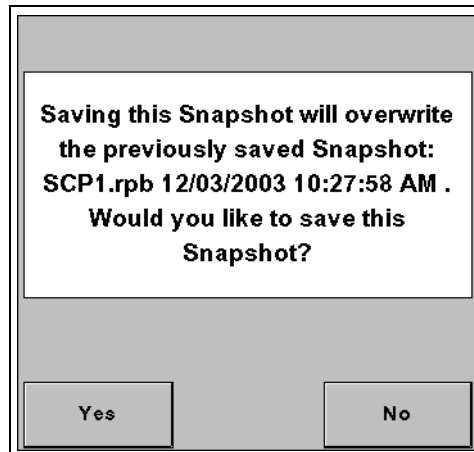 Saving this Snapshot will overwrite
the previously saved Snapshot:
SCP1.rpb 12/03/2003 10:27:58 AM .
Would you like to save this
Snapshot?
Yes
No